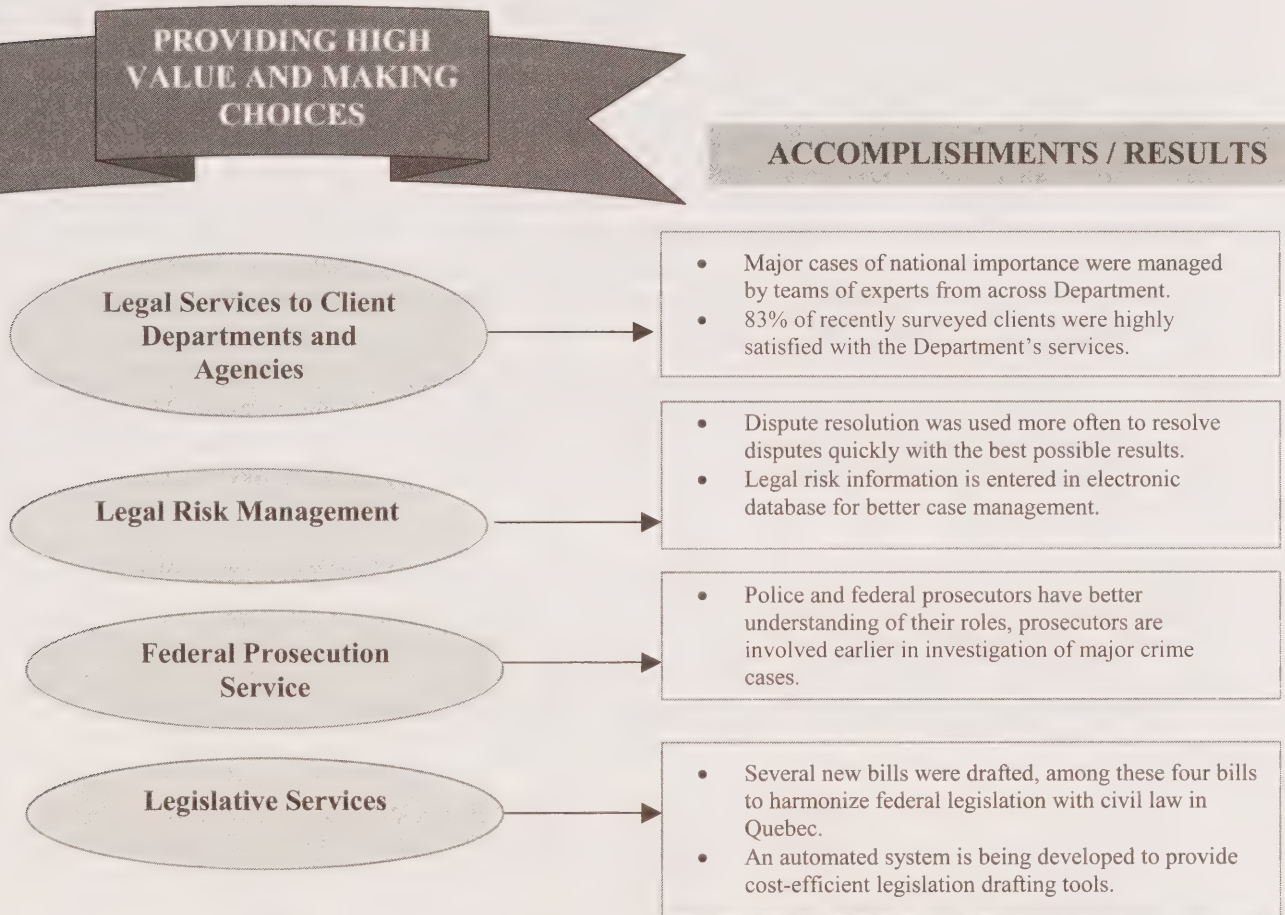 PROVIDING HIGH
VALUE AND MAKING
CHOICES
ACCOMPLISHMENTS / RESULTS
Legal Services to Client
Departments and
Agencies
• Major cases of national importance were managed
by teams of experts from across Department.
• 83% of recently surveyed clients were highly
satisfied with the Department's services.
Legal Risk Management
• Dispute resolution was used more often to resolve
disputes quickly with the best possible results.
• Legal risk information is entered in electronic
database for better case management.
Federal Prosecution
Service
• Police and federal prosecutors have better
understanding of their roles, prosecutors are
involved earlier in investigation of major crime
cases.
Legislative Services
• Several new bills were drafted, among these four bills
to harmonize federal legislation with civil law in
Quebec.
• An automated system is being developed to provide
cost-efficient legislation drafting tools.